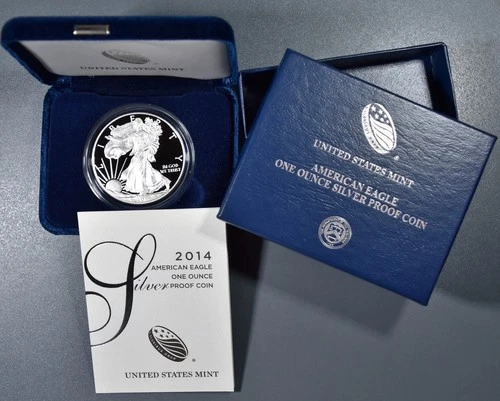 UNITED STATES MINT
LIBERTY
IN GOD
WE TRUST
UNITED STATES MINT
AMERICAN EAGLE
ONE OUNCE SILVER PROOF COIN
2014
AMERICAN EAGLE
ONE OUNCE
Silver PROOF COIN
UNITED STATES MINT